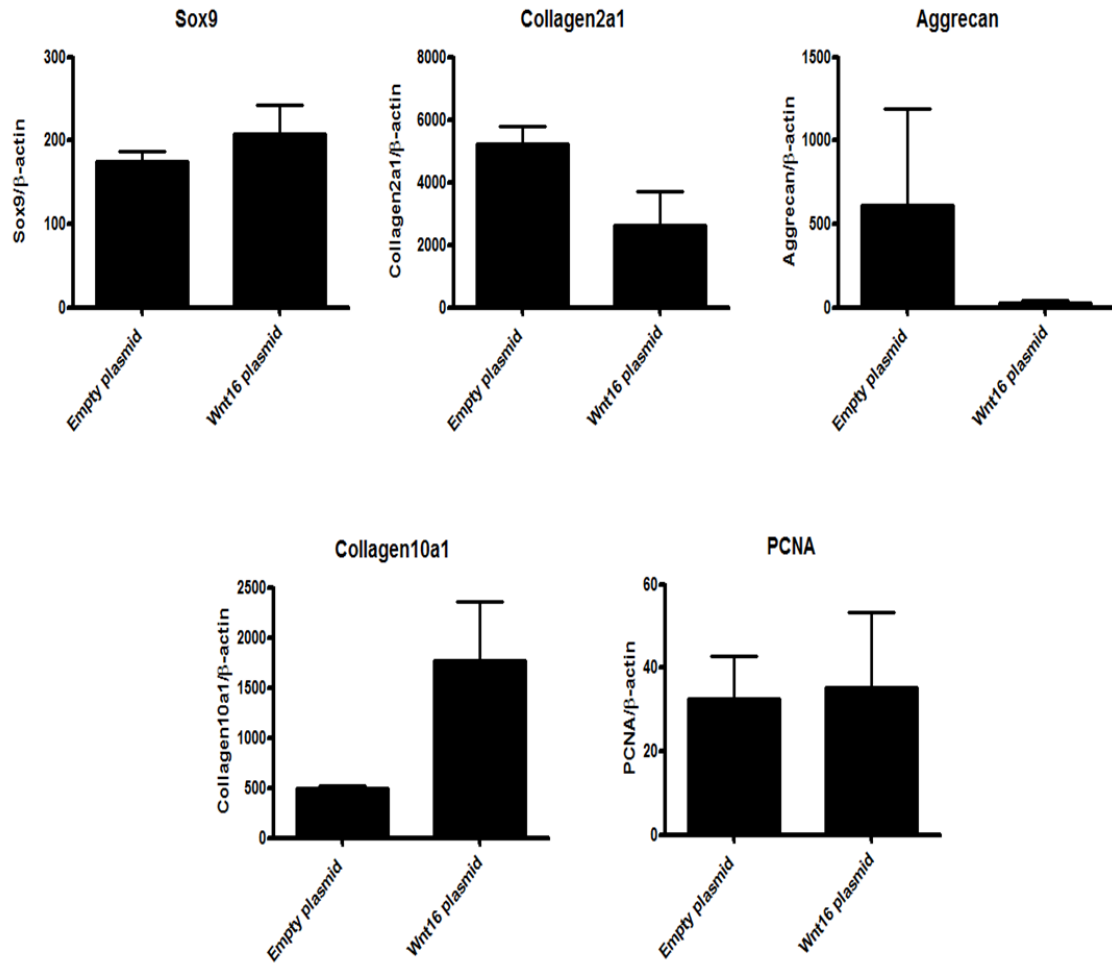 Sox9
Sox9/β-actin
300
200
100
0
Empty plasmid
Wnt16 plasmid
Collagen2a1
Collagen2a1/β-actin
8000
6000
4000
2000
0
Empty plasmid
Wnt16 plasmid
Aggrecan
Aggrecan/β-actin
1500
1000
500
0
Empty plasmid
Wnt16 plasmid
Collagen10a1
Collagen10a1/β-actin
2500
2000
1500
1000
500
0
Empty plasmid
Wnt16 plasmid
PCNA
PCNA/β-actin
60
40
20
0
Empty plasmid
Wnt16 plasmid